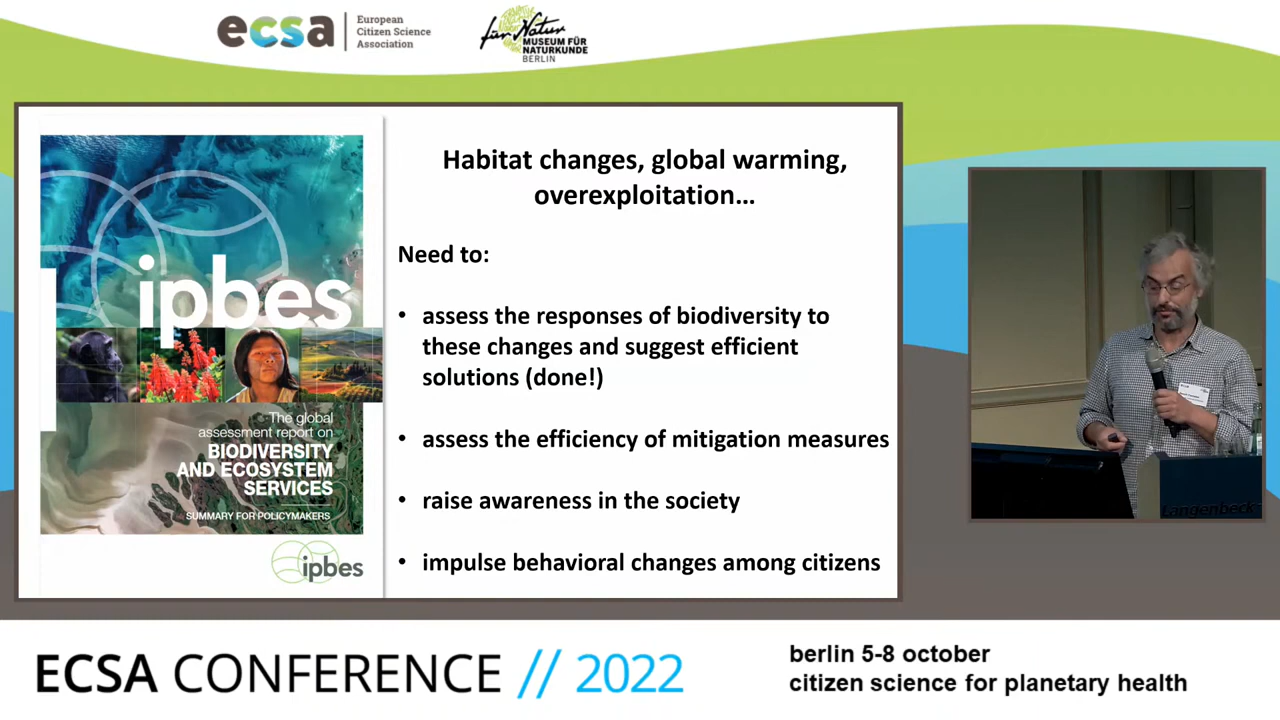 ecsa
European
Citizen Science
Association
für Natur
MUSEUM FÜR
NATURKUNDE
BERLIN
Habitat changes, global warming,
overexploitation…
Need to:
• assess the responses of biodiversity to
these changes and suggest efficient
solutions (done!)
• assess the efficiency of mitigation measures
• raise awareness in the society
• impulse behavioral changes among citizens
ipbes
The global
assessment report on
BIODIVERSITY
AND ECOSYSTEM
SERVICES
SUMMARY FOR POLICYMAKERS
ipbes
Langenbeck
ECSA CONFERENCE // 2022
berlin 5-8 october
citizen science for planetary health